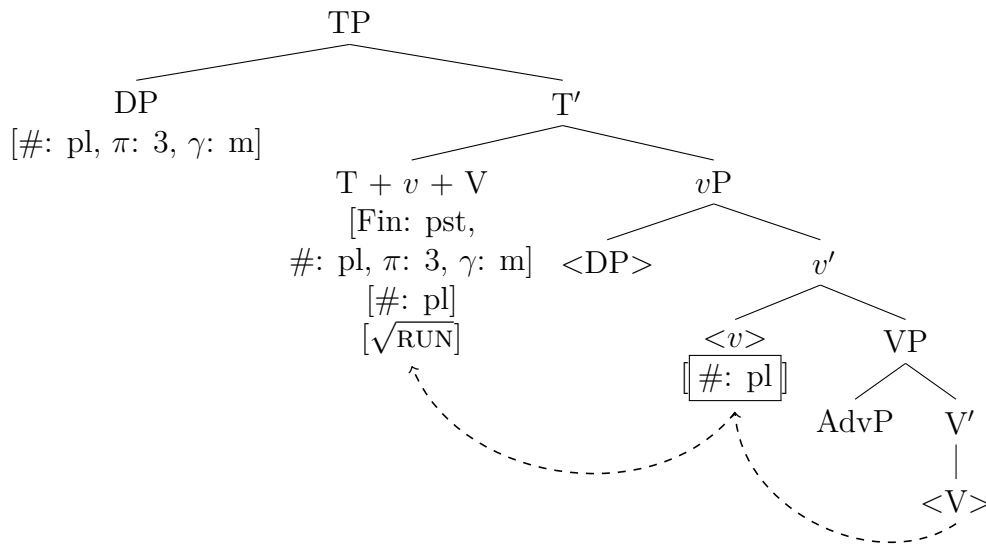 TP
DP
[#: pl, π: 3, γ: m]
T′
T + v + V
[Fin: pst,
#: pl, π: 3, γ: m]
[#: pl]
[√RUN]
vP
<DP>
v′
<v>
[#: pl]
VP
AdvP
V′
<V>